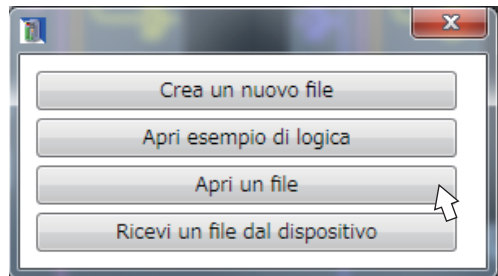 Crea un nuovo file
Apri esempio di logica
Apri un file
Ricevi un file dal dispositivo